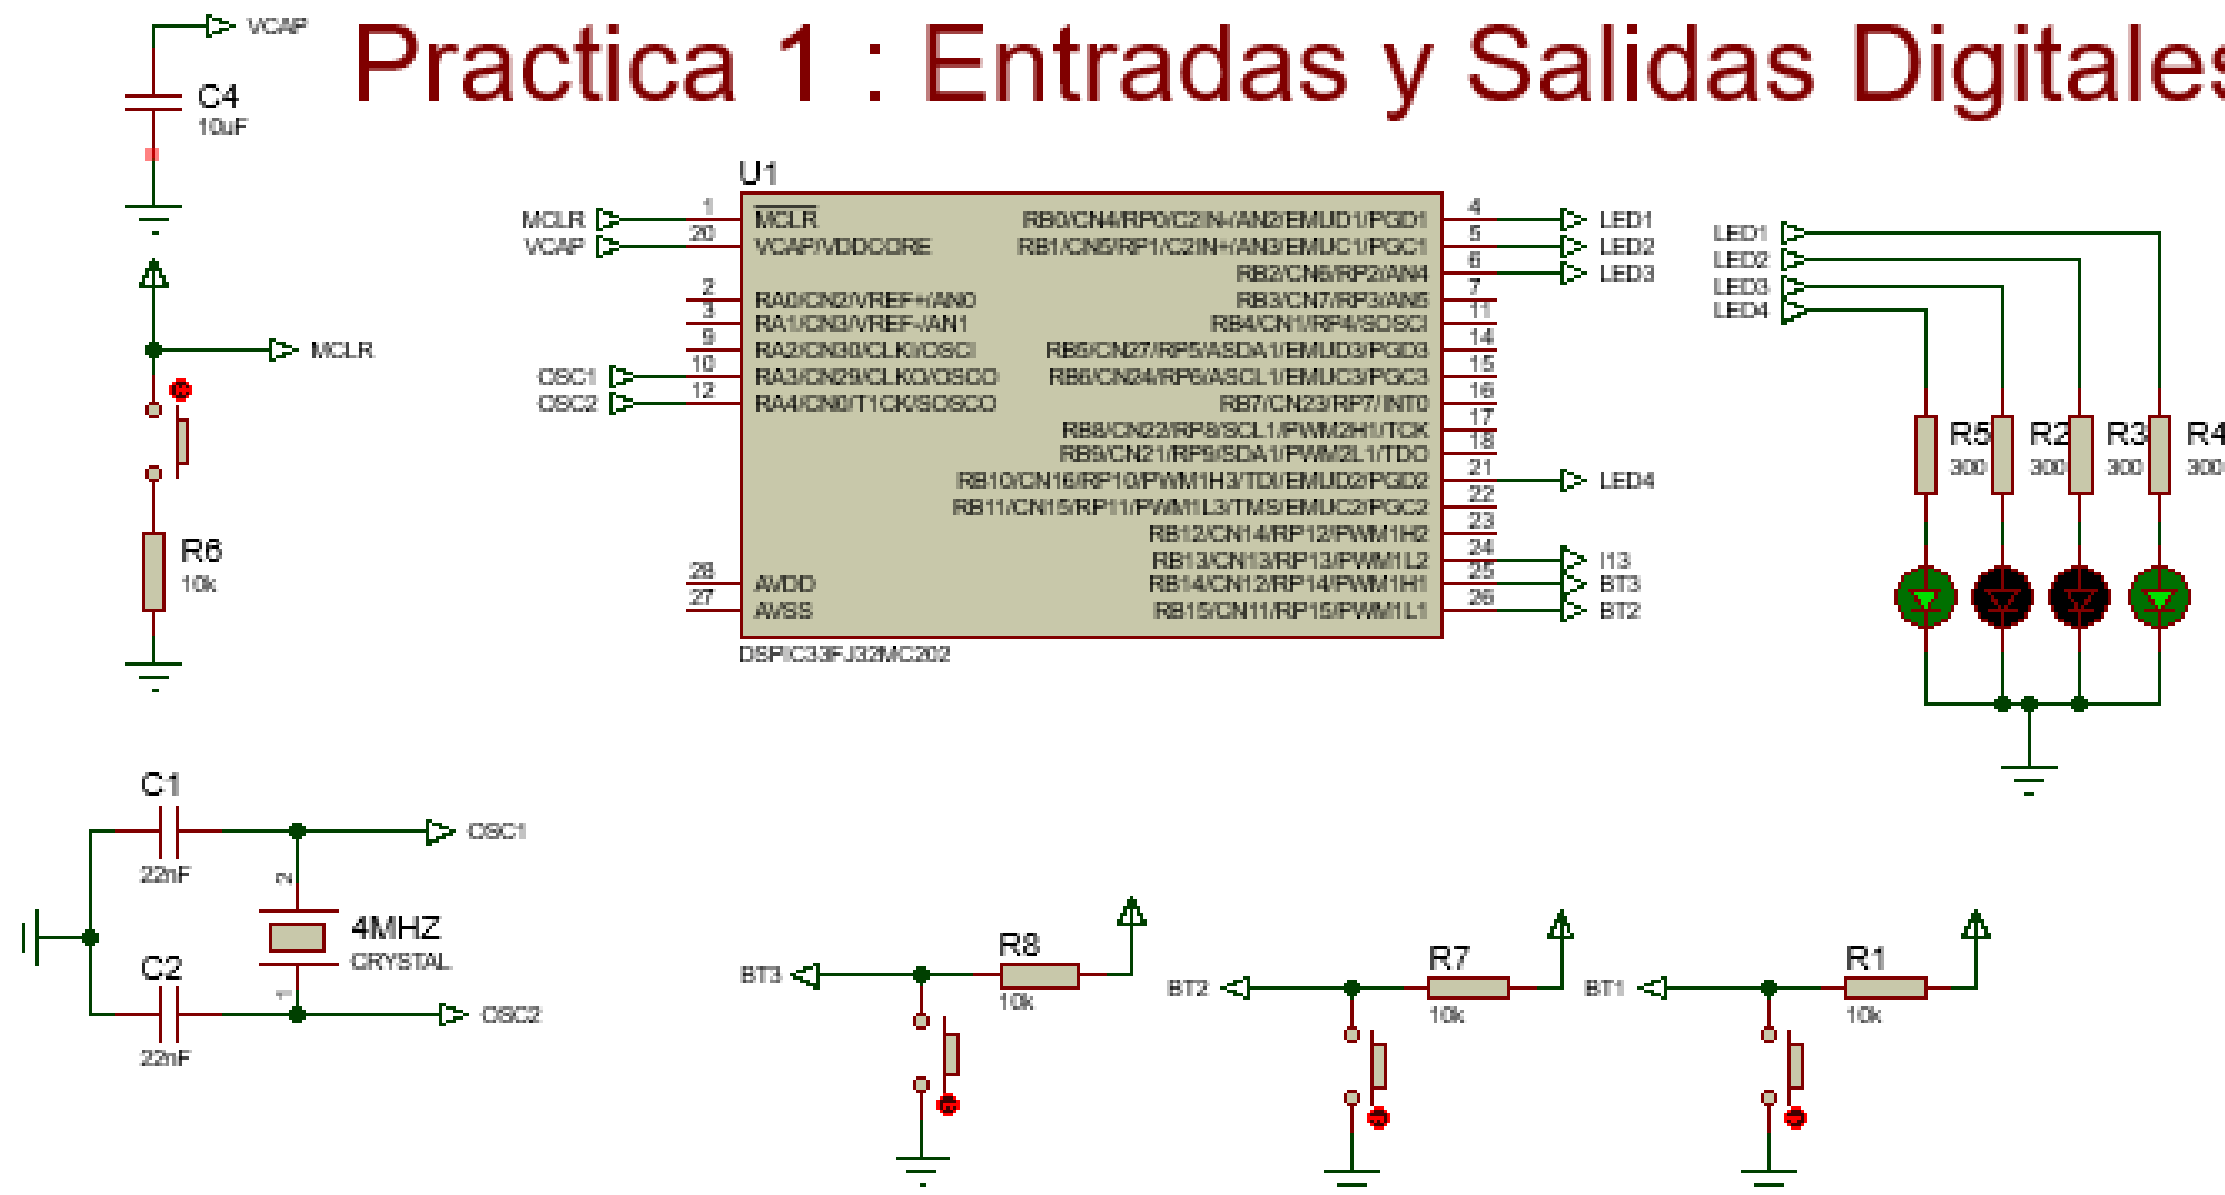 Practica 1 : Entradas y Salidas Digitales
VCAP
C4
10uF
MCLR
R6
10k
U1
MCLR
VCAP
OSC1
OSC2
1
20
2
3
9
10
12
28
27
MCLR
VCAP/VDDCORE
RA0/CN2/VREF+/AN0
RA1/CN3/VREF-/AN1
RA2/CN30/CLKI/OSCI
RA3/CN29/CLKO/OSCO
RA4/CN0/T1CK/SOSCO
AVDD
AVSS
RB0/CN4/RP0/C2IN-/AN2/EMUD1/PGD1
RB1/CN5/RP1/C2IN+/AN3/EMUC1/PGC1
RB2/CN6/RP2/AN4
RB3/CN7/RP3/AN5
RB4/CN1/RP4/SOSCI
RB5/CN27/RP5/ASDA1/EMUD3/PGD3
RB6/CN24/RP6/ASCL1/EMUC3/PGC3
RB7/CN23/RP7/INT0
RB8/CN22/RP8/SCL1/PWM2H1/TCK
RB9/CN21/RP9/SDA1/PWM2L1/TDO
RB10/CN16/RP10/PWM1H3/TDI/EMUD2/PGD2
RB11/CN15/RP11/PWM1L3/TMS/EMUC2/PGC2
RB12/CN14/RP12/PWM1H2
RB13/CN13/RP13/PWM1L2
RB14/CN12/RP14/PWM1H1
RB15/CN11/RP15/PWM1L1
4
5
6
7
11
14
15
16
17
18
21
22
23
24
25
26
LED1
LED2
LED3
LED4
I13
BT3
BT2
DSPIC33FJ32MC202
LED1
LED2
LED3
LED4
R5
300
R2
300
R3
300
R4
300
C1
22nF
OSC1
2
4MHZ
CRYSTAL
1
C2
22nF
OSC2
BT3
R8
10k
BT2
R7
10k
BT1
R1
10k